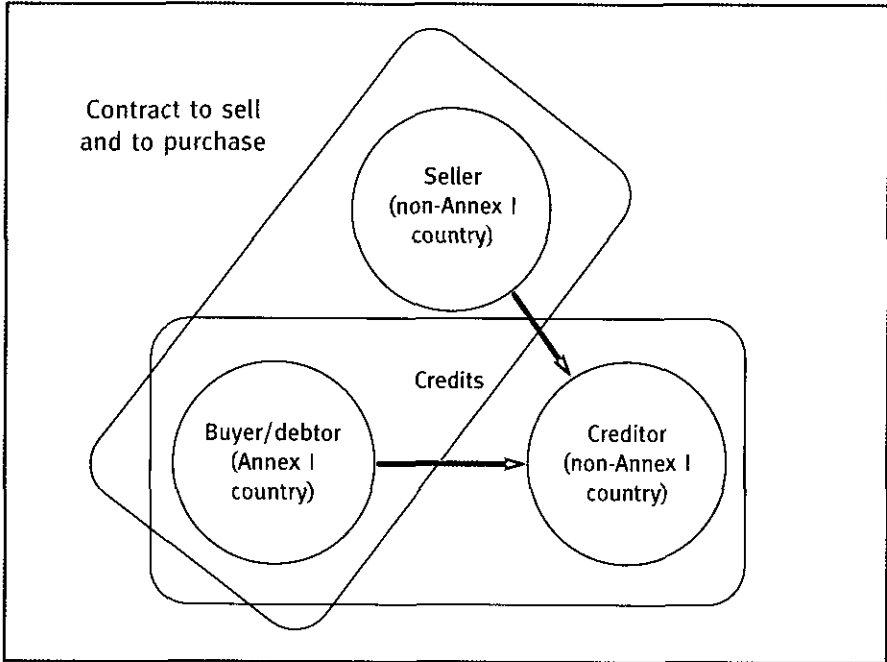 Contract to sell
and to purchase
Seller
(non-Annex I
country)
Credits
Buyer/debtor
(Annex I
country)
Creditor
(non-Annex I
country)